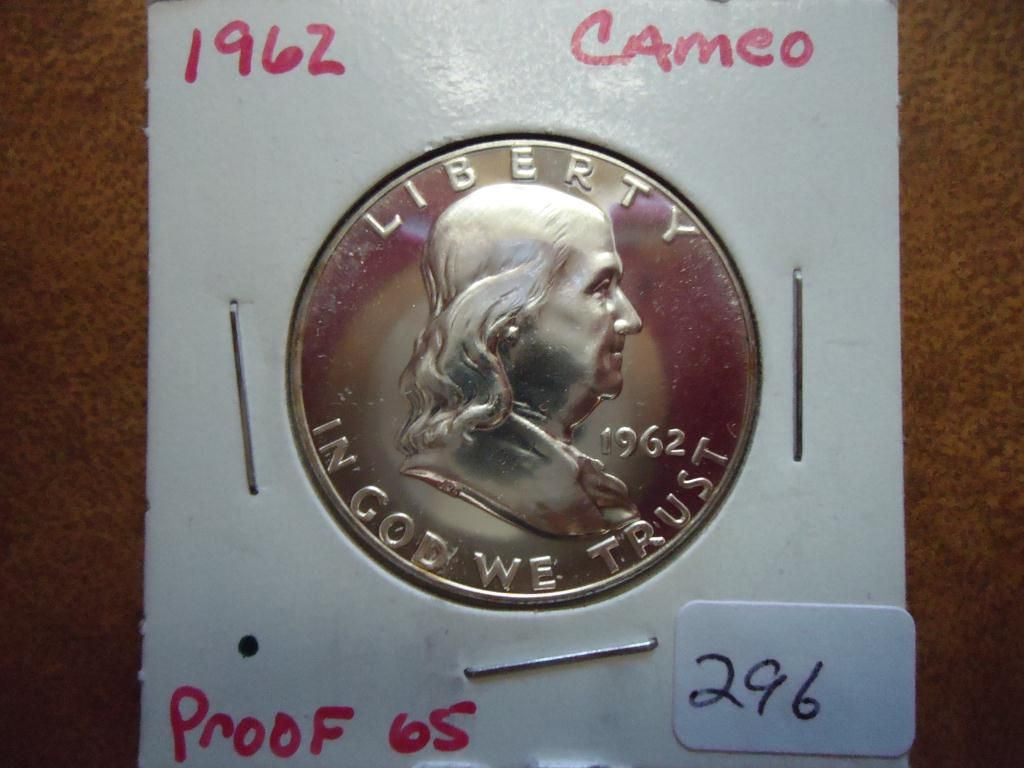 1962 Cameo
LIBERTY
1962
IN GOD WE TRUST
Proof 65
296